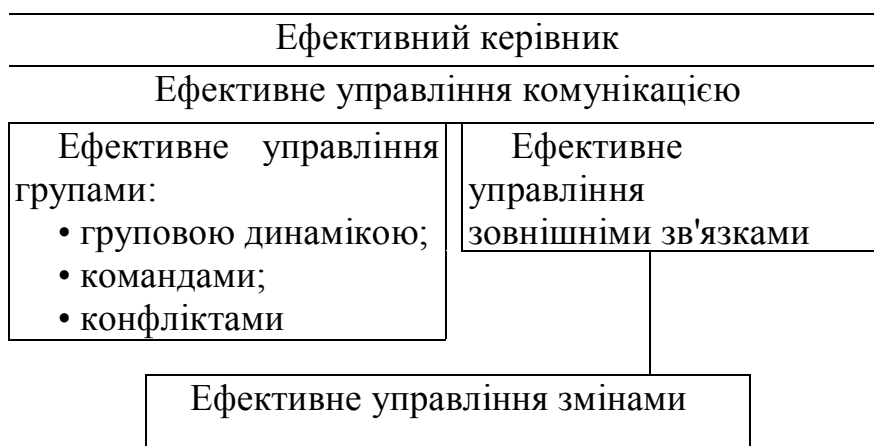 Ефективний керівник
Ефективне управління комунікацією
Ефективне управління
групами:
• груповою динамікою;
• командами;
• конфліктами
Ефективне
управління
зовнішніми зв'язками
Ефективне управління змінами